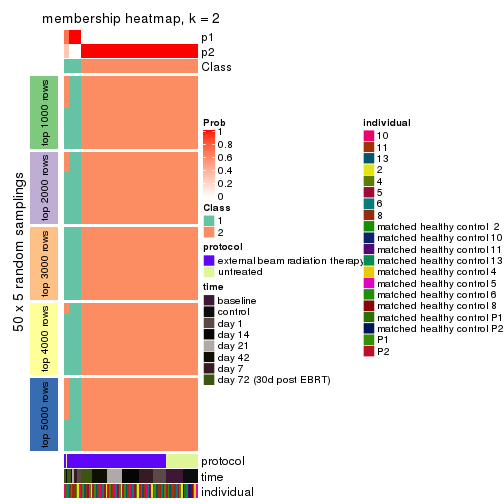 membership heatmap, k = 2
p1
p2
Class
50 x 5 random samplings
top 1000 rows
top 2000 rows
top 3000 rows
top 4000 rows
top 5000 rows
protocol
time
individual
Prob
1
0.8
0.6
0.4
0.2
0
Class
1
2
protocol
external beam radiation therapy
untreated
time
baseline
control
day 1
day 14
day 21
day 42
day 7
day 72 (30d post EBRT)
individual
10
11
13
2
4
5
6
8
matched healthy control  2
matched healthy control 10
matched healthy control 11
matched healthy control 13
matched healthy control 4
matched healthy control 5
matched healthy control 6
matched healthy control 8
matched healthy control P1
matched healthy control P2
P1
P2